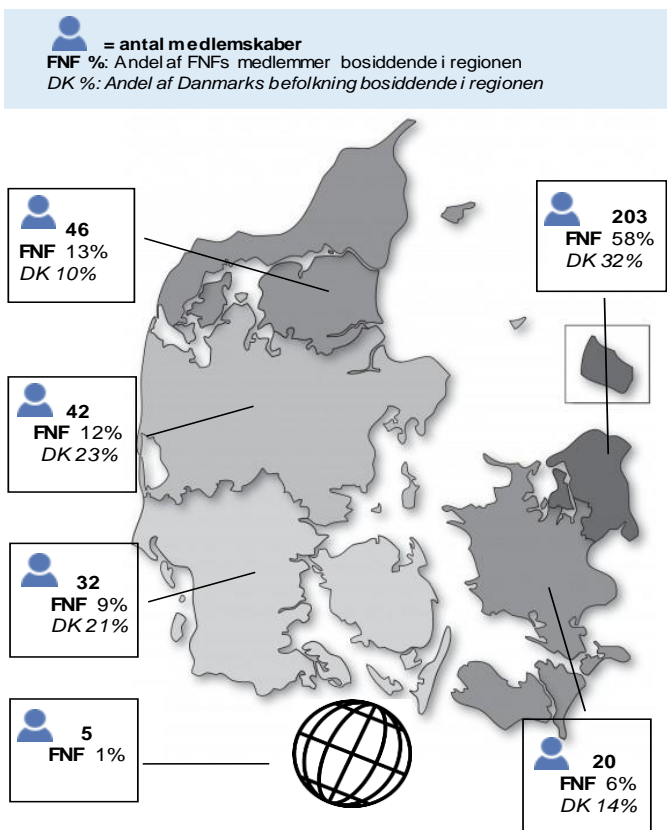 = antal medlemskaber
FNF %: Andel af FNFs medlemmer bosiddende i regionen
DK %: Andel af Danmarks befolkning bosiddende i regionen
46
FNF 13%
DK 10%
203
FNF 58%
DK 32%
42
FNF 12%
DK 23%
32
FNF 9%
DK 21%
5
FNF 1%
20
FNF 6%
DK 14%